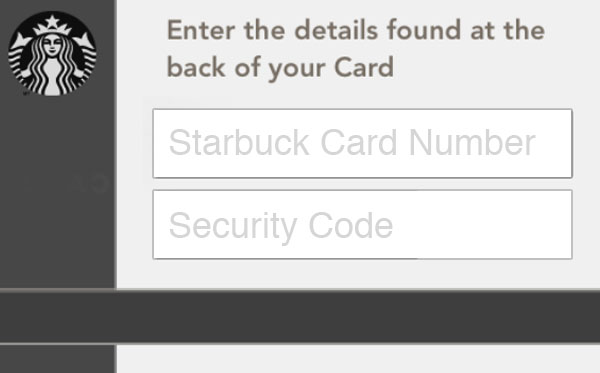 Enter the details found at the
back of your Card
Starbuck Card Number
Security Code